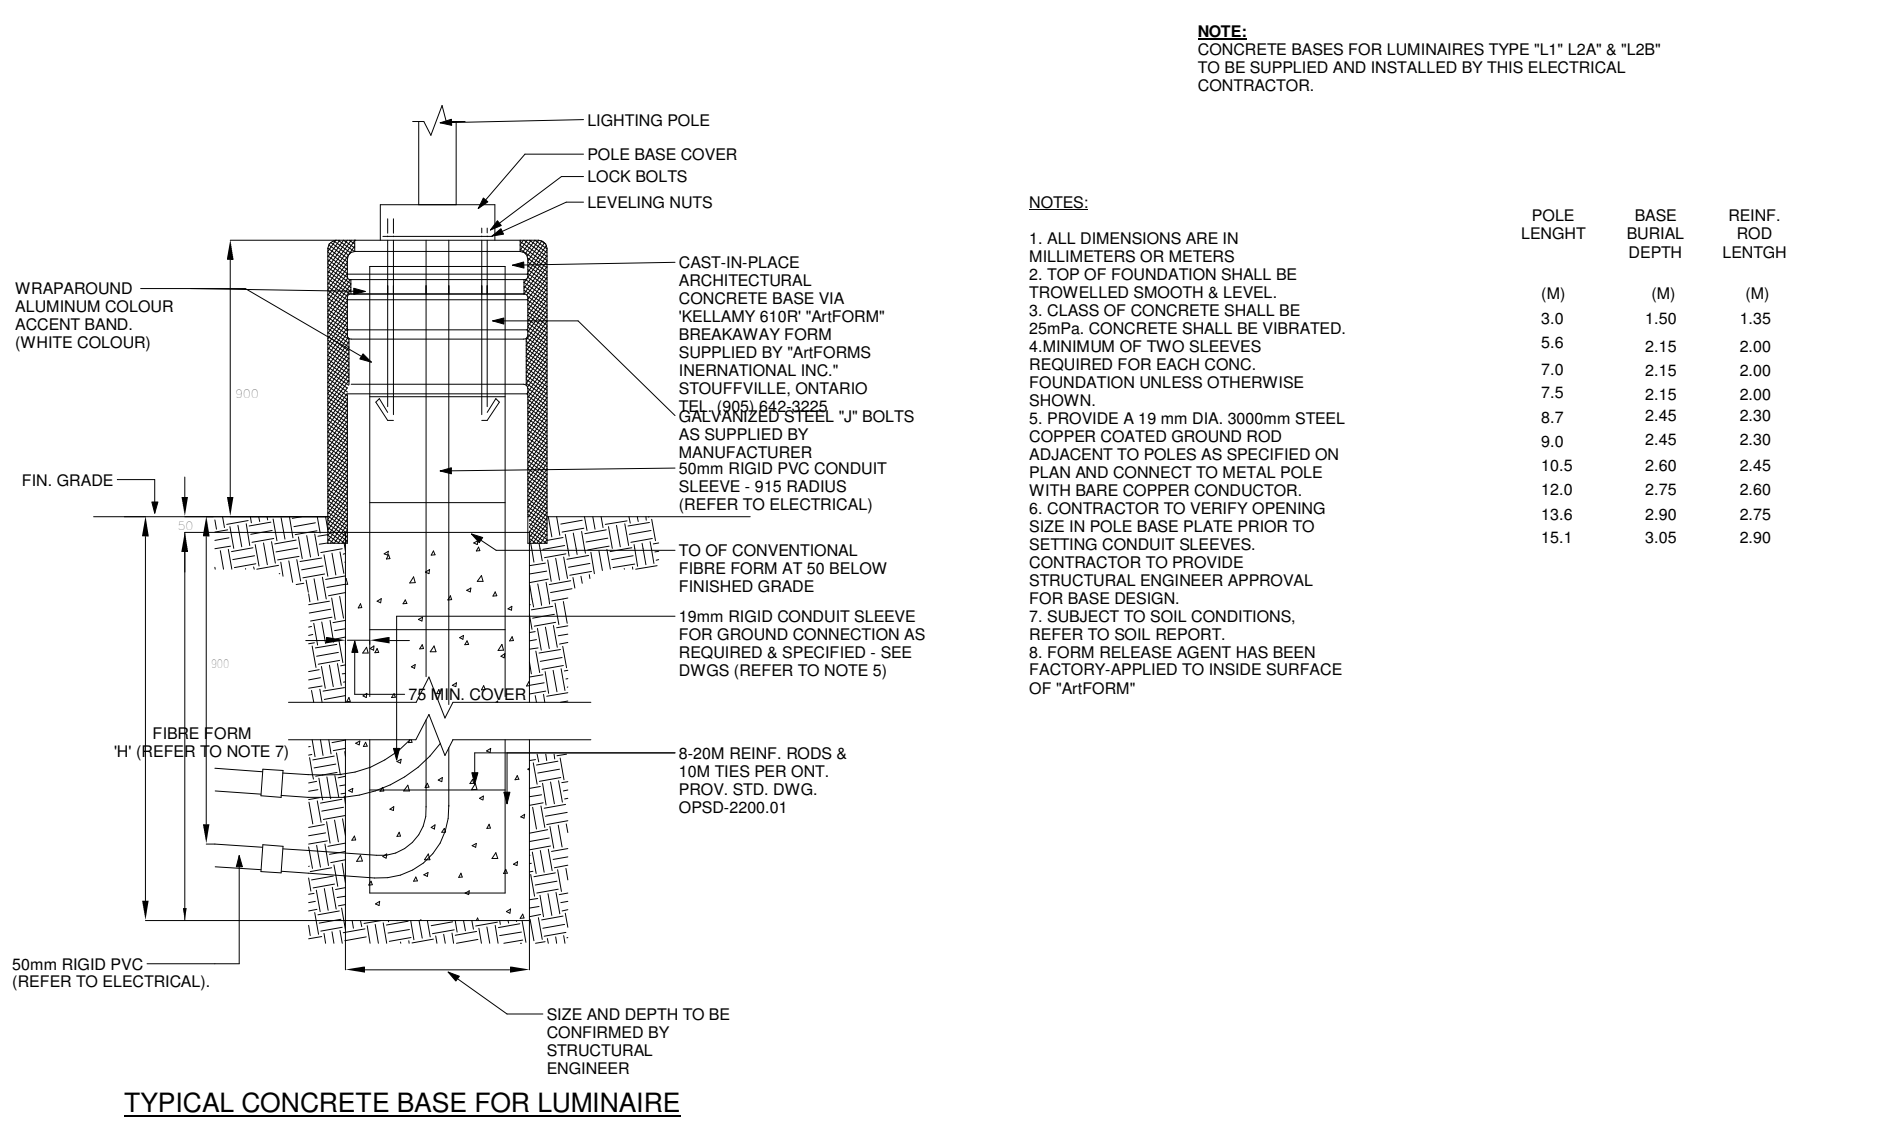 NOTE:
CONCRETE BASES FOR LUMINAIRES TYPE "L1" L2A" & "L2B"
TO BE SUPPLIED AND INSTALLED BY THIS ELECTRICAL
CONTRACTOR.
LIGHTING POLE
POLE BASE COVER
LOCK BOLTS
LEVELING NUTS
CAST-IN-PLACE
ARCHITECTURAL
CONCRETE BASE VIA
'KELLAMY 610R' "ArtFORM"
BREAKAWAY FORM
SUPPLIED BY "ArtFORMS
INERNATIONAL INC."
STOUFFVILLE, ONTARIO
TEL. (905) 642-3225
GALVANIZED STEEL "J" BOLTS
AS SUPPLIED BY
MANUFACTURER
50mm RIGID PVC CONDUIT
SLEEVE - 915 RADIUS
(REFER TO ELECTRICAL)
TO OF CONVENTIONAL
FIBRE FORM AT 50 BELOW
FINISHED GRADE
19mm RIGID CONDUIT SLEEVE
FOR GROUND CONNECTION AS
REQUIRED & SPECIFIED - SEE
DWGS (REFER TO NOTE 5)
8-20M REINF. RODS &
10M TIES PER ONT.
PROV. STD. DWG.
OPSD-2200.01
WRAPAROUND
ALUMINUM COLOUR
ACCENT BAND.
(WHITE COLOUR)
900
FIN. GRADE
50
900
75 MIN. COVER
FIBRE FORM
'H' (REFER TO NOTE 7)
50mm RIGID PVC
(REFER TO ELECTRICAL).
SIZE AND DEPTH TO BE
CONFIRMED BY
STRUCTURAL
ENGINEER
TYPICAL CONCRETE BASE FOR LUMINAIRE
NOTES:
1. ALL DIMENSIONS ARE IN
MILLIMETERS OR METERS
2. TOP OF FOUNDATION SHALL BE
TROWELLED SMOOTH & LEVEL.
3. CLASS OF CONCRETE SHALL BE
25mPa. CONCRETE SHALL BE VIBRATED.
4.MINIMUM OF TWO SLEEVES
REQUIRED FOR EACH CONC.
FOUNDATION UNLESS OTHERWISE
SHOWN.
5. PROVIDE A 19 mm DIA. 3000mm STEEL
COPPER COATED GROUND ROD
ADJACENT TO POLES AS SPECIFIED ON
PLAN AND CONNECT TO METAL POLE
WITH BARE COPPER CONDUCTOR.
6. CONTRACTOR TO VERIFY OPENING
SIZE IN POLE BASE PLATE PRIOR TO
SETTING CONDUIT SLEEVES.
CONTRACTOR TO PROVIDE
STRUCTURAL ENGINEER APPROVAL
FOR BASE DESIGN.
7. SUBJECT TO SOIL CONDITIONS,
REFER TO SOIL REPORT.
8. FORM RELEASE AGENT HAS BEEN
FACTORY-APPLIED TO INSIDE SURFACE
OF "ArtFORM"
POLE BASE REINF.
LENGHT BURIAL ROD
DEPTH LENTGH
(M) (M) (M)
3.0 1.50 1.35
5.6 2.15 2.00
7.0 2.15 2.00
7.5 2.15 2.00
8.7 2.45 2.30
9.0 2.45 2.30
10.5 2.60 2.45
12.0 2.75 2.60
13.6 2.90 2.75
15.1 3.05 2.90